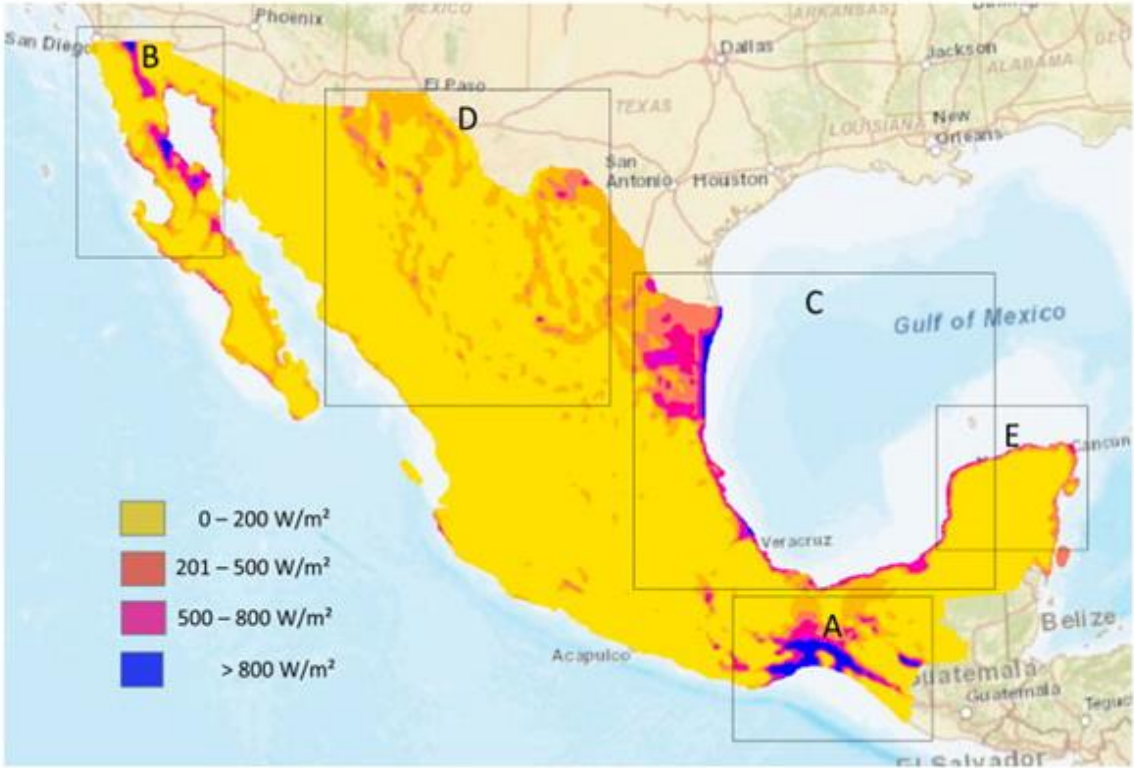 MEXICO
ARKANSAS
Phoenix
San Diego
B
Dallas
Jackson
ALABAMA
GEO
El Paso
D
TEXAS
LOUISIANA
New
Orleans
San
Antonio
Houston
C
Gulf of Mexico
E
Cancun
0 – 200 W/m²
201 – 500 W/m²
500 – 800 W/m²
> 800 W/m²
Veracruz
A
Belize
Acapulco
Guatemala
Guatemala
Teguc
El Salvador